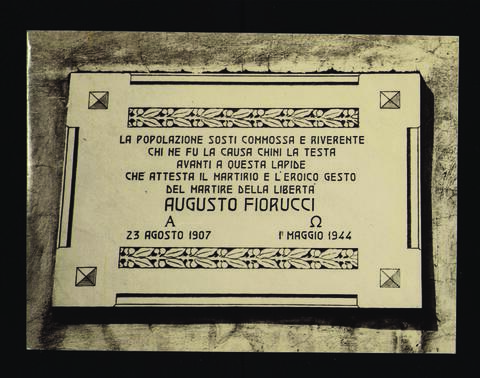 LA POPOLAZIONE SOSTI COMMOSSA E RIVERENTE
CHI NE FU LA CAUSA CHINI LA TESTA
AVANTI A QUESTA LAPIDE
CHE ATTESTA IL MARTIRIO E L'EROICO GESTO
DEL MARTIRE DELLA LIBERTA'
AUGUSTO FIORUCCI
Α Ω
23 AGOSTO 1907 1° MAGGIO 1944